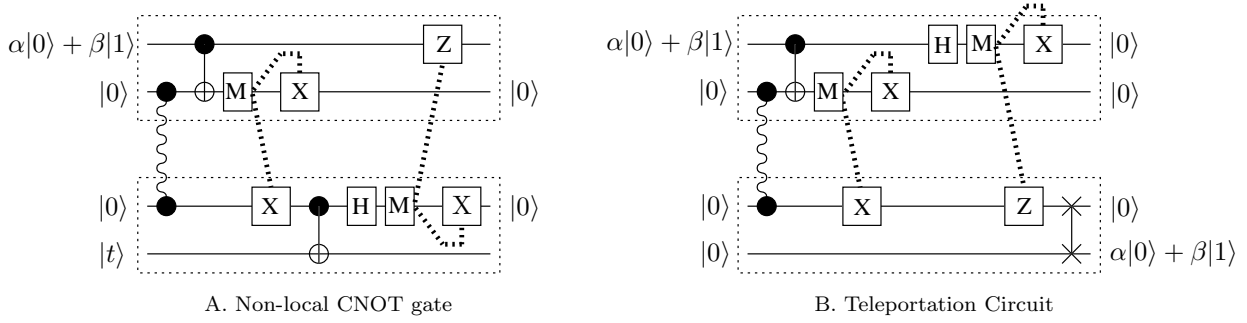 α|0⟩ + β|1⟩ Z
|0⟩ M X |0⟩
|0⟩ X H M X |0⟩
|t⟩
A. Non-local CNOT gate
α|0⟩ + β|1⟩ H M X |0⟩
|0⟩ M X |0⟩
|0⟩ X Z |0⟩
|0⟩ α|0⟩ + β|1⟩
B. Teleportation Circuit